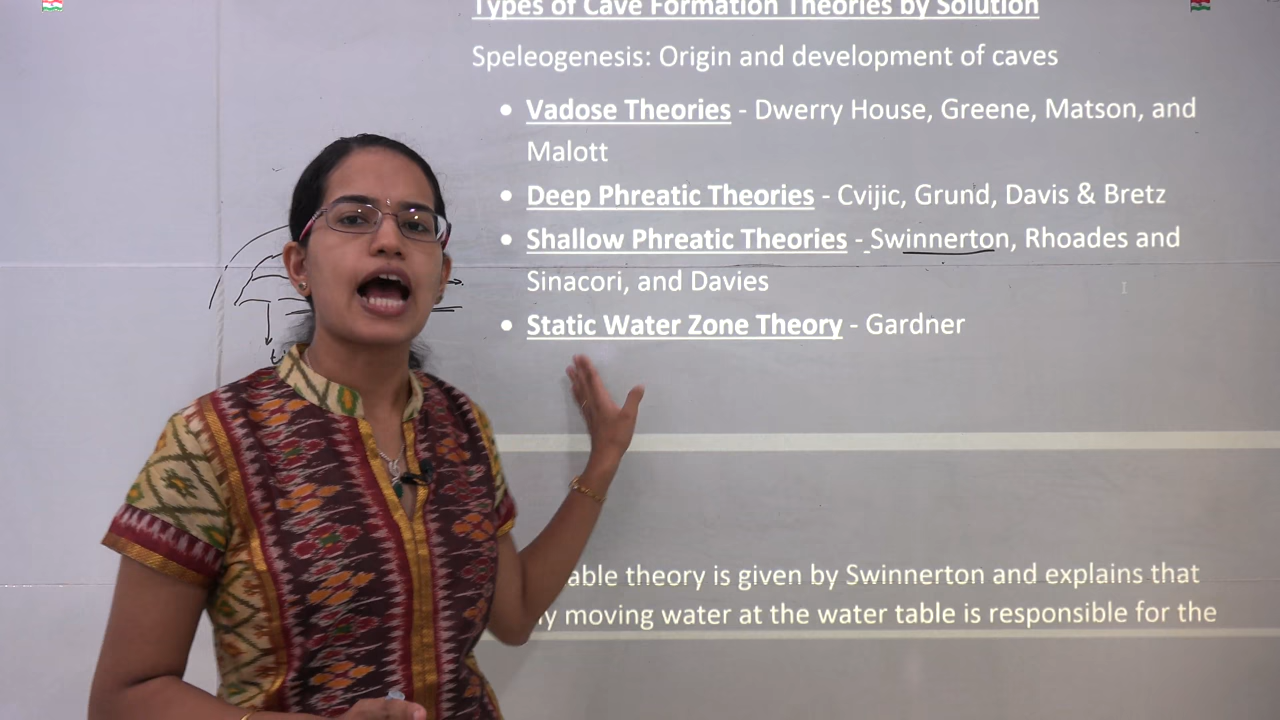 Types of Cave Formation Theories by Solution
Speleogenesis: Origin and development of caves
• Vadose Theories - Dwerry House, Greene, Matson, and
Malott
• Deep Phreatic Theories - Cvijic, Grund, Davis & Bretz
• Shallow Phreatic Theories - Swinnerton, Rhoades and
Sinacori, and Davies
• Static Water Zone Theory - Gardner
theory is given by Swinnerton and explains that
moving water at the water table is responsible for the